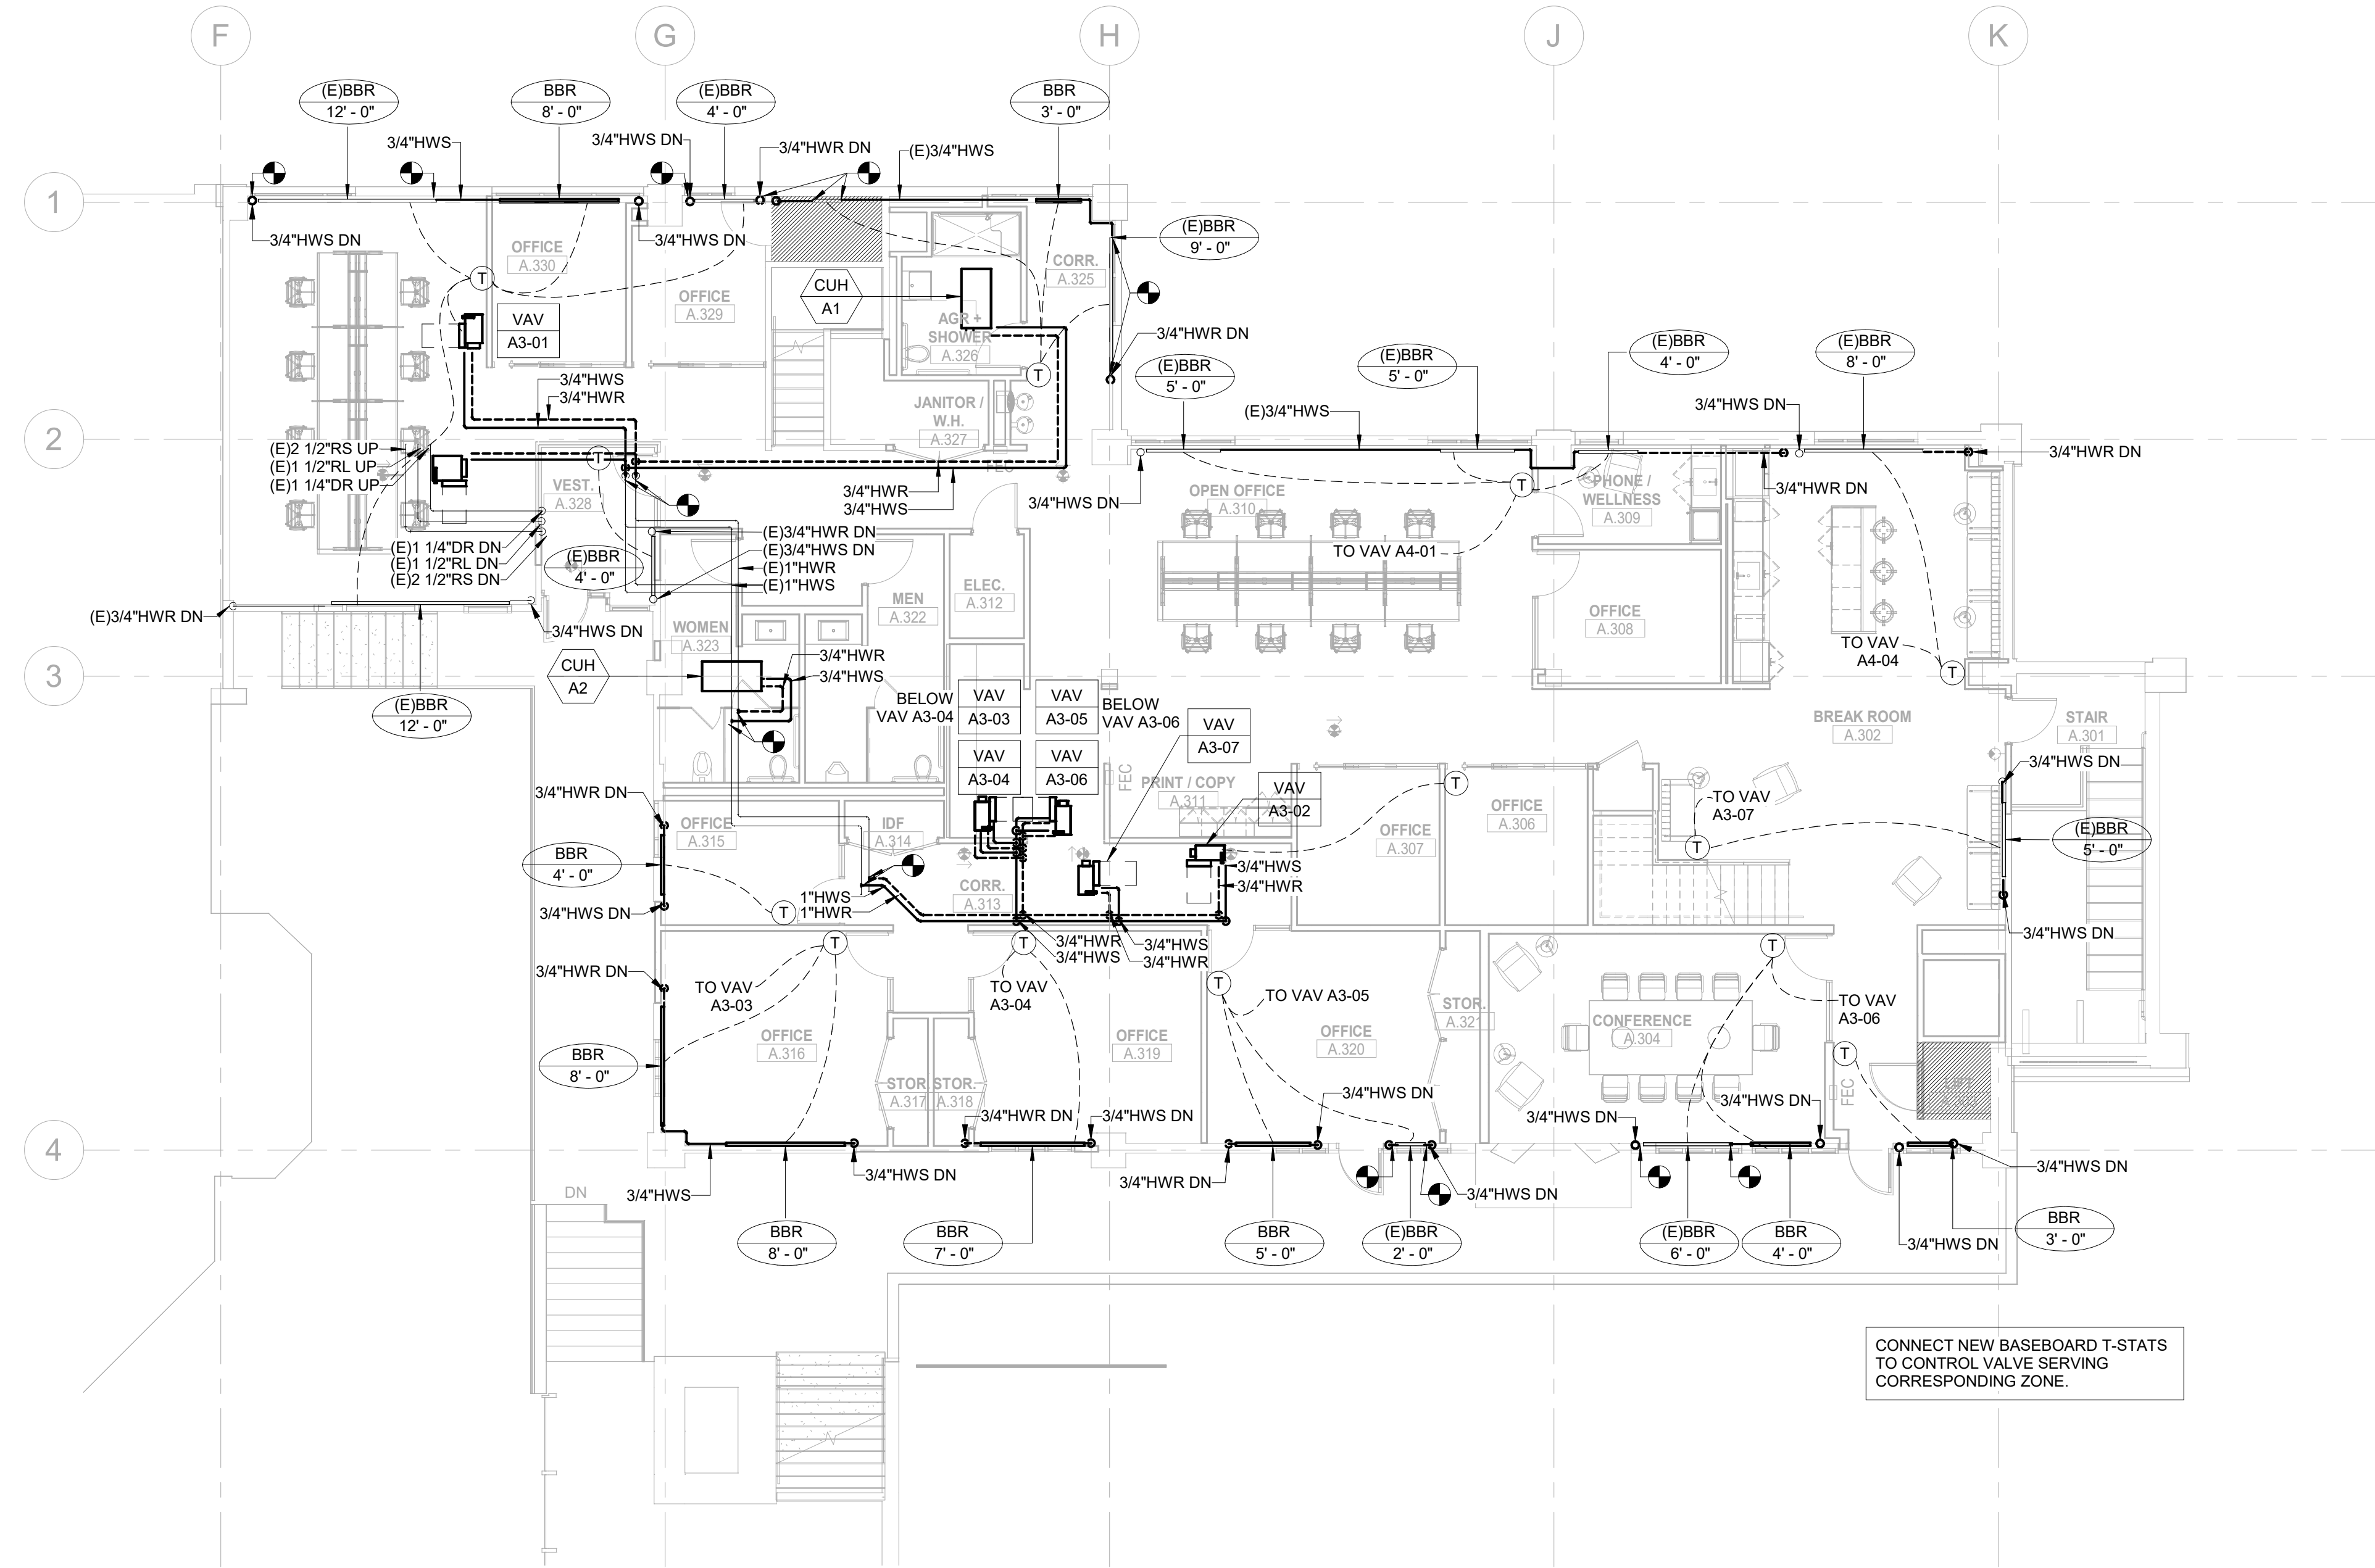 F
G
H
J
K
(E)BBR
12' - 0"
BBR
8' - 0"
(E)BBR
4' - 0"
BBR
3' - 0"
3/4"HWS
3/4"HWS DN
3/4"HWR DN
(E)3/4"HWS
1
3/4"HWS DN
3/4"HWS DN
(E)BBR
9' - 0"
OFFICE
A.330
T
OFFICE
A.329
CORR.
A.325
CUH
A1
VAV
A3-01
AGR +
SHOWER
A.326
T
3/4"HWR DN
(E)BBR
5' - 0"
(E)BBR
5' - 0"
(E)BBR
4' - 0"
(E)BBR
8' - 0"
3/4"HWS
3/4"HWR
JANITOR /
W.H.
A.327
(E)3/4"HWS
3/4"HWS DN
2
(E)2 1/2"RS UP
(E)1 1/2"RL UP
(E)1 1/4"DR UP
T
FEC
3/4"HWR DN
VEST.
A.328
3/4"HWR
3/4"HWS
3/4"HWS DN
OPEN OFFICE
A.310
T
PHONE /
WELLNESS
A.309
3/4"HWR DN
(E)1 1/4"DR DN
(E)1 1/2"RL DN
(E)2 1/2"RS DN
(E)BBR
4' - 0"
(E)3/4"HWR DN
(E)3/4"HWS DN
(E)1"HWR
(E)1"HWS
TO VAV A4-01
ELEC.
A.312
MEN
A.322
OFFICE
A.308
(E)3/4"HWR DN
3/4"HWS DN
WOMEN
A.323
TO VAV
A4-04
T
3
CUH
A2
3/4"HWR
3/4"HWS
(E)BBR
12' - 0"
BELOW
VAV A3-04
VAV
A3-03
VAV
A3-05
BELOW
VAV A3-06
VAV
A3-07
BREAK ROOM
A.302
STAIR
A.301
VAV
A3-04
VAV
A3-06
FEC
PRINT / COPY
A.311
VAV
A3-02
T
3/4"HWS DN
3/4"HWR DN
TO VAV
A3-07
OFFICE
A.315
IDF
A.314
OFFICE
A.307
OFFICE
A.306
T
(E)BBR
5' - 0"
BBR
4' - 0"
3/4"HWS
3/4"HWR
1"HWS
1"HWR
CORR.
A.313
3/4"HWS DN
T
3/4"HWS DN
T
T
3/4"HWR
3/4"HWS
3/4"HWS
3/4"HWR
T
3/4"HWR DN
TO VAV
A3-03
TO VAV
A3-04
T
TO VAV A3-05
TO VAV
A3-06
STOR.
A.321
OFFICE
A.316
OFFICE
A.319
OFFICE
A.320
CONFERENCE
A.304
T
BBR
8' - 0"
STOR.
A.317
STOR.
A.318
FEC
3/4"HWR DN
3/4"HWS DN
3/4"HWS DN
3/4"HWS DN
3/4"HWS DN
4
3/4"HWS DN
3/4"HWS
3/4"HWR DN
3/4"HWS DN
3/4"HWS DN
DN
BBR
8' - 0"
BBR
7' - 0"
BBR
5' - 0"
(E)BBR
2' - 0"
(E)BBR
6' - 0"
BBR
4' - 0"
3/4"HWS DN
BBR
3' - 0"
CONNECT NEW BASEBOARD T-STATS
TO CONTROL VALVE SERVING
CORRESPONDING ZONE.